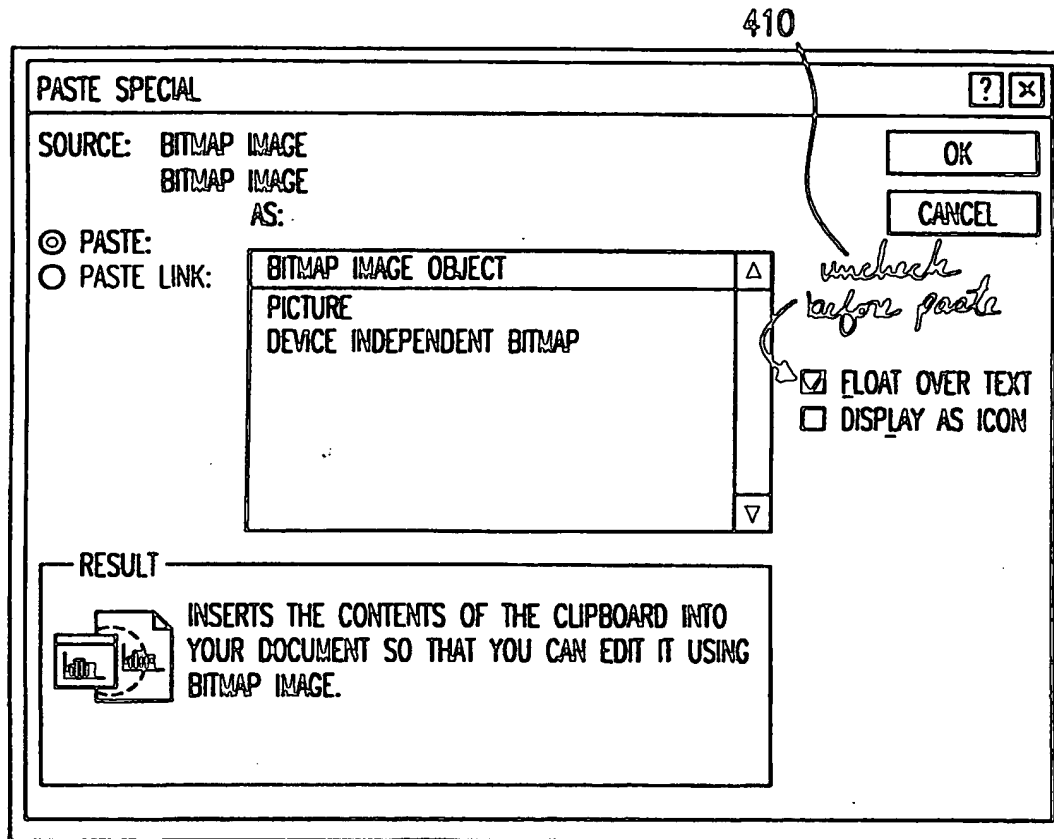 410
PASTE SPECIAL
? ×
SOURCE: BITMAP IMAGE
BITMAP IMAGE
AS:
PASTE:
PASTE LINK:
BITMAP IMAGE OBJECT
PICTURE
DEVICE INDEPENDENT BITMAP
OK
CANCEL
uncheck
before paste
FLOAT OVER TEXT
DISPLAY AS ICON
RESULT
INSERTS THE CONTENTS OF THE CLIPBOARD INTO
YOUR DOCUMENT SO THAT YOU CAN EDIT IT USING
BITMAP IMAGE.